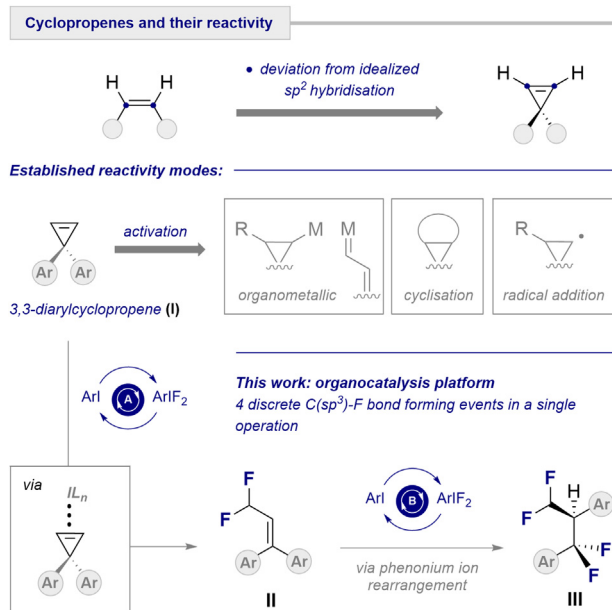 Cyclopropenes and their reactivity
H H
• deviation from idealized
sp² hybridisation
H H
Established reactivity modes:
activation
Ar Ar
3,3-diarylcyclopropene (I)
R M M
organometallic
cyclisation
R •
radical addition
ArI A ArIF₂
This work: organocatalysis platform
4 discrete C(sp³)-F bond forming events in a single
operation
via
ILₙ
Ar Ar
F
F
Ar Ar
II
ArI B ArIF₂
via phenonium ion
rearrangement
F H
F Ar
Ar F
F
III